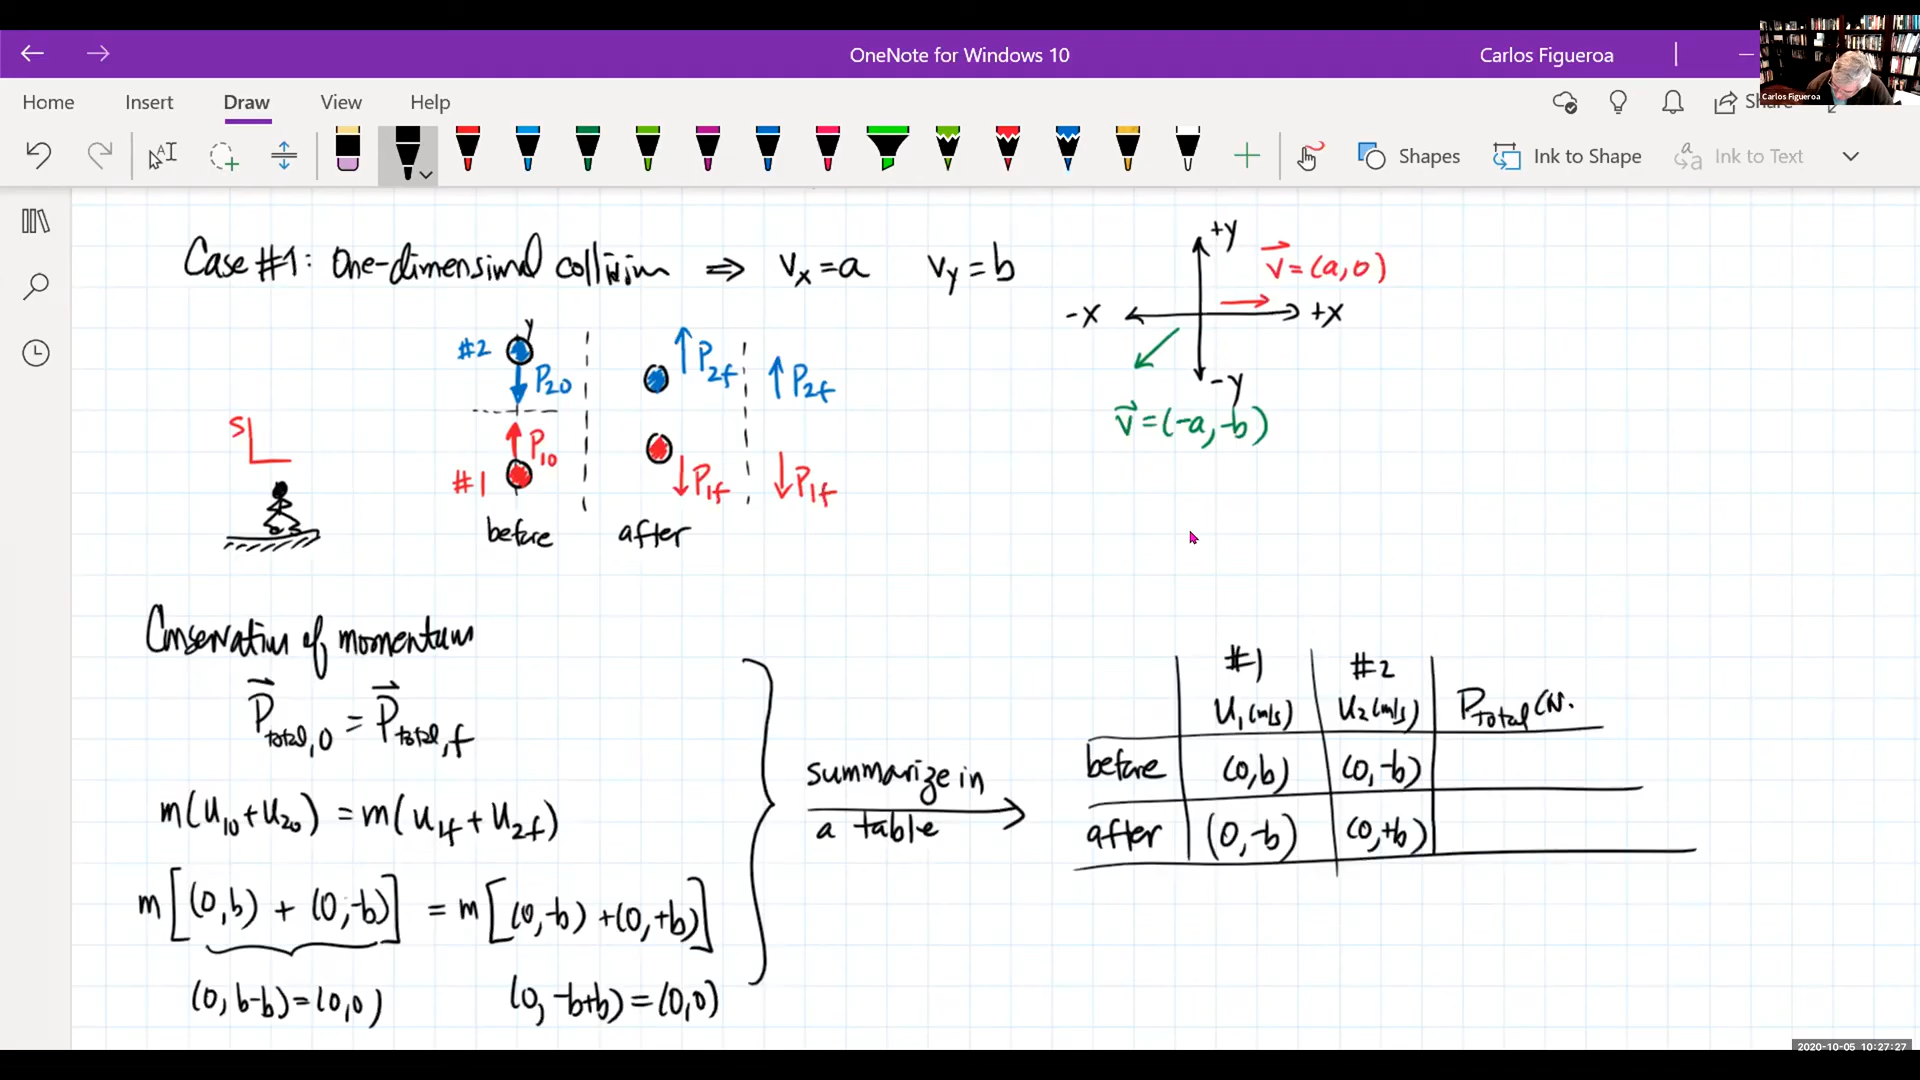 OneNote for Windows 10
Carlos Figueroa
Home Insert Draw View Help
Carlos Figueroa
Shapes Ink to Shape Ink to Text
Case #1: One-dimensional collision ⇒ Vx = a Vy = b
+y
V⃗ = (a, 0)
-X +X
-y
V⃗ = (-a, -b)
y
#2 P20 P2f P2f
S
#1 P10 P1f P1f
before after
Conservation of momentum
P⃗total,0 = P⃗total,f
m(U10 + U20) = m(U1f + U2f)
m[(0,b) + (0,-b)] = m[(0,-b) + (0,+b)]
(0, b-b) = (0,0) (0, -b+b) = (0,0)
summarize in
a table
#1 #2
U1 (m/s) U2 (m/s) Ptotal (N.
before (0,b) (0,-b)
after (0,-b) (0,+b)
2020-10-05 10:27:27